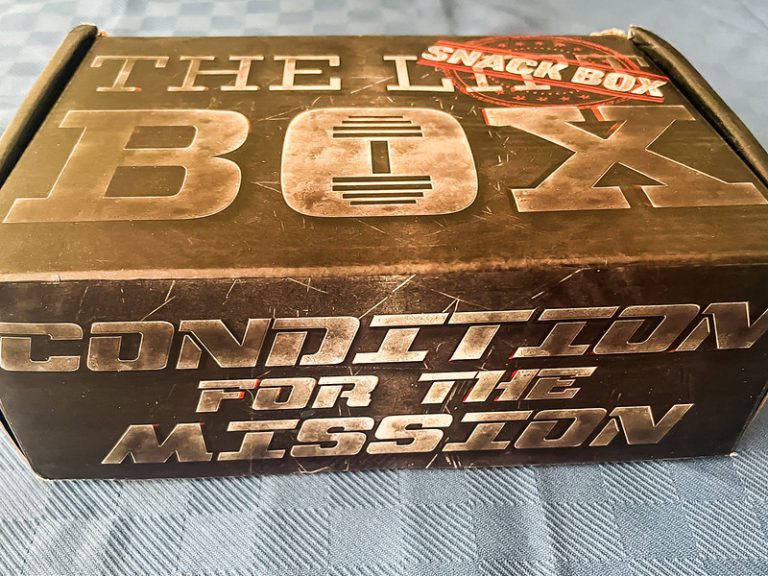 THE
SNACK BOX
BOX
CONDITION
FOR THE
MISSION